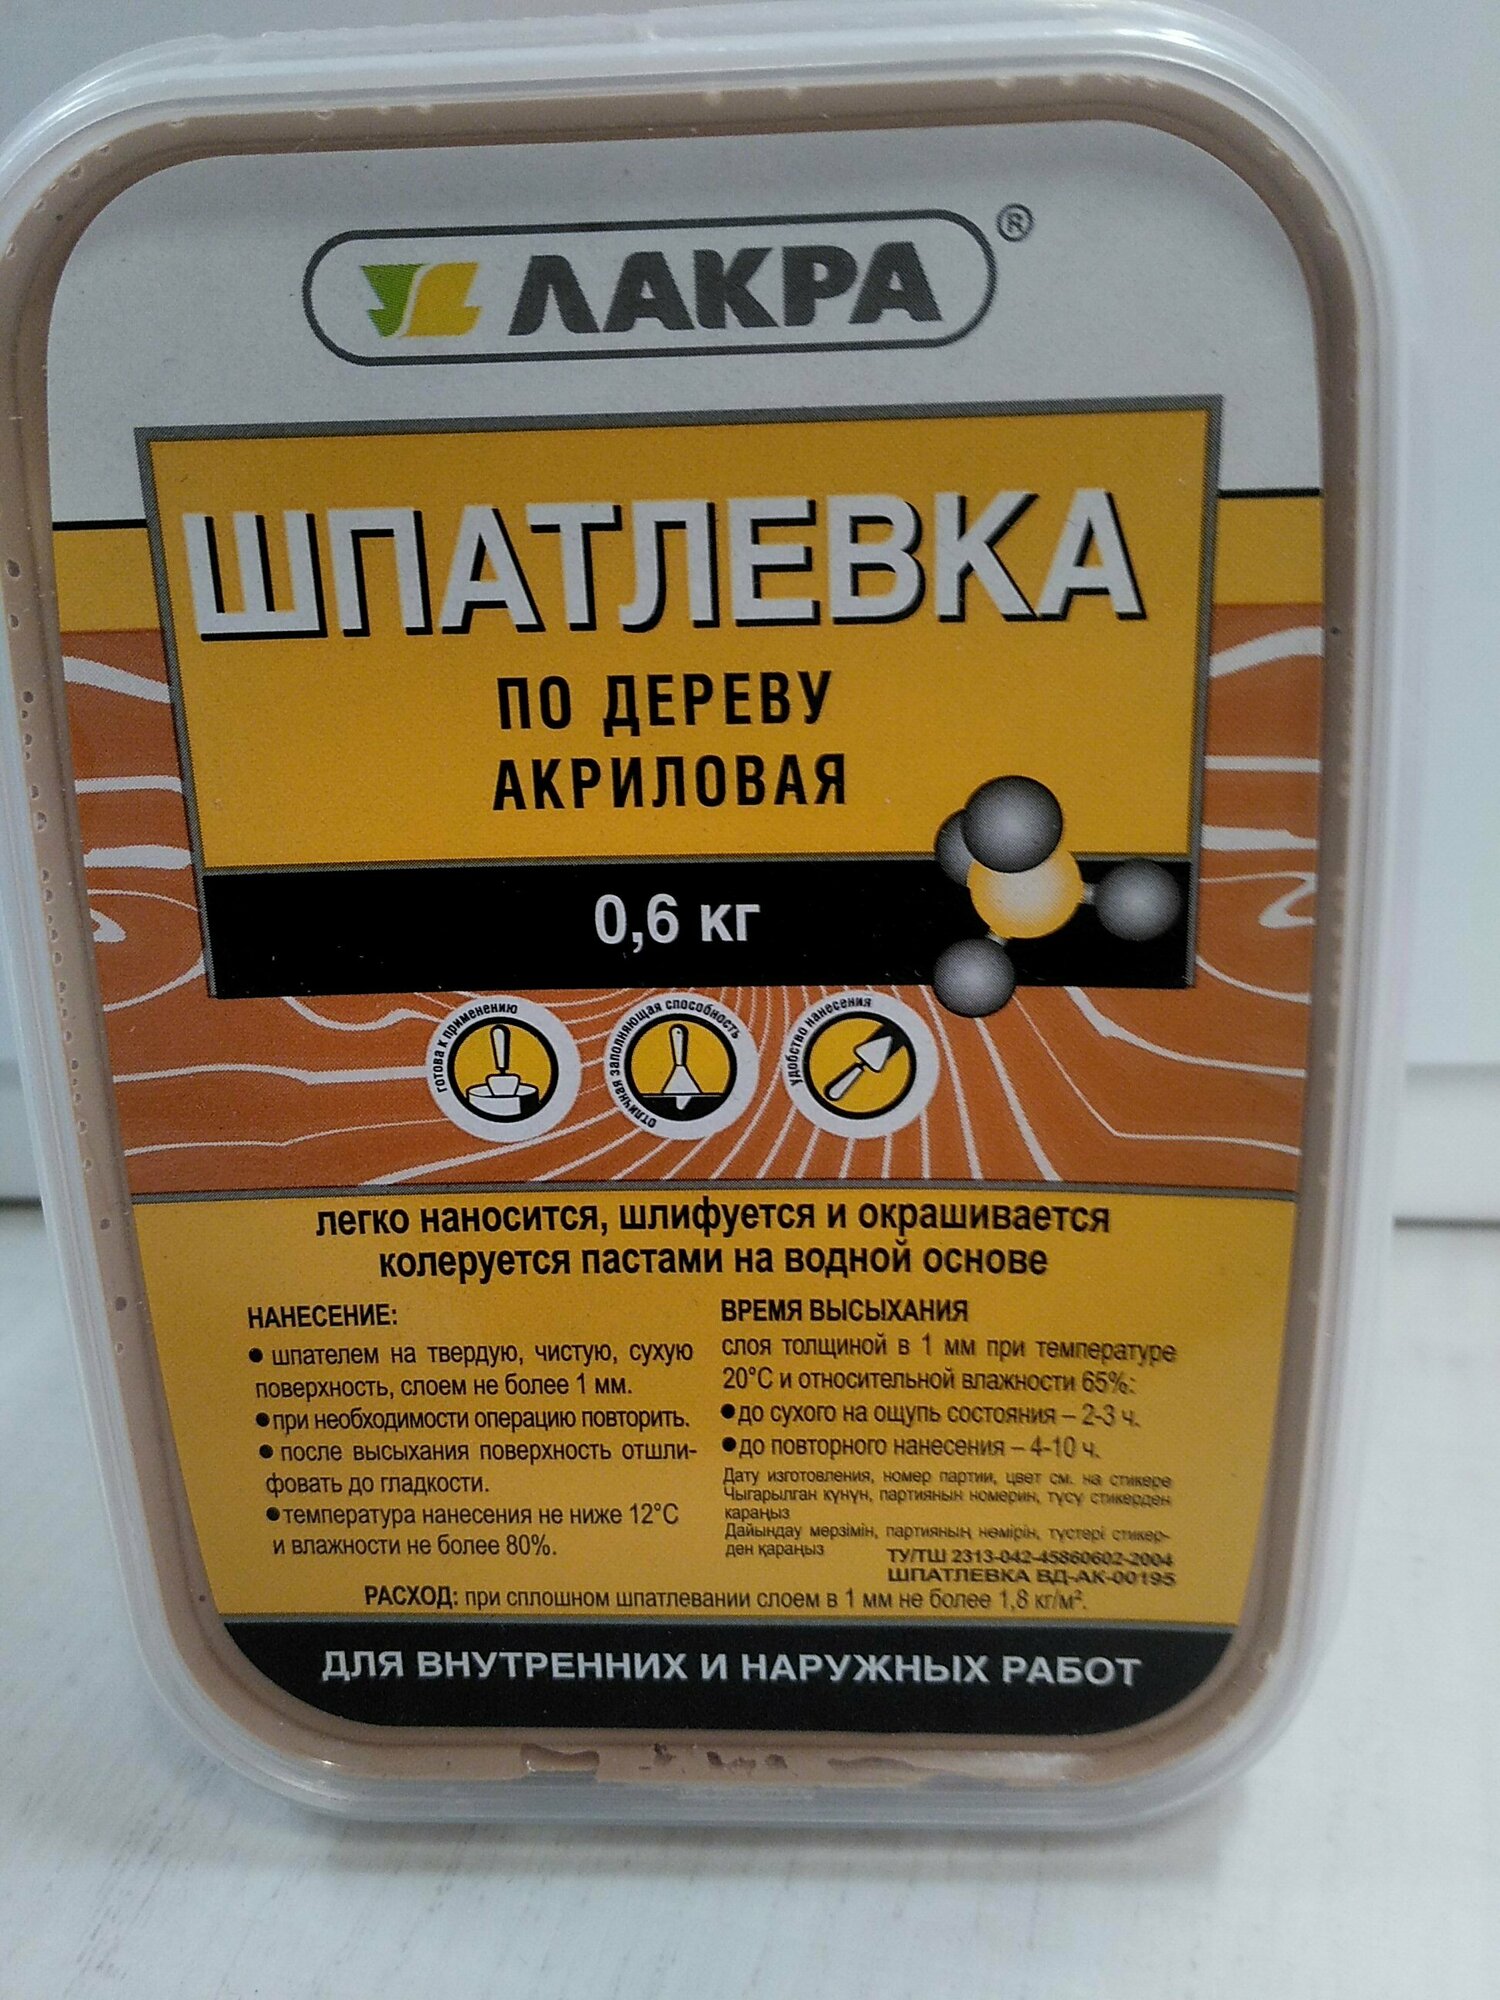 ЛАКРА ®
ШПАТЛЕВКА
ПО ДЕРЕВУ
АКРИЛОВАЯ
0,6 кг
готова к применению
отличная заполняющая способность
удобство нанесения
легко наносится, шлифуется и окрашивается
колеруется пастами на водной основе
НАНЕСЕНИЕ:
● шпателем на твердую, чистую, сухую
поверхность, слоем не более 1 мм.
● при необходимости операцию повторить.
● после высыхания поверхность отшли-
фовать до гладкости.
● температура нанесения не ниже 12°С
и влажности не более 80%.
ВРЕМЯ ВЫСЫХАНИЯ
слоя толщиной в 1 мм при температуре
20°С и относительной влажности 65%:
● до сухого на ощупь состояния – 2-3 ч.
● до повторного нанесения – 4-10 ч.
Дату изготовления, номер партии, цвет см. на стикере
Чыгарылган күнүн, партиянын номерин, түсү стикерден
караңыз
Дайындау мерзімін, партияның нөмірін, түстері стикер-
ден қараңыз
ТУ/ТШ 2313-042-45860602-2004
ШПАТЛЕВКА ВД-АК-00195
РАСХОД: при сплошном шпатлевании слоем в 1 мм не более 1,8 кг/м².
ДЛЯ ВНУТРЕННИХ И НАРУЖНЫХ РАБОТ